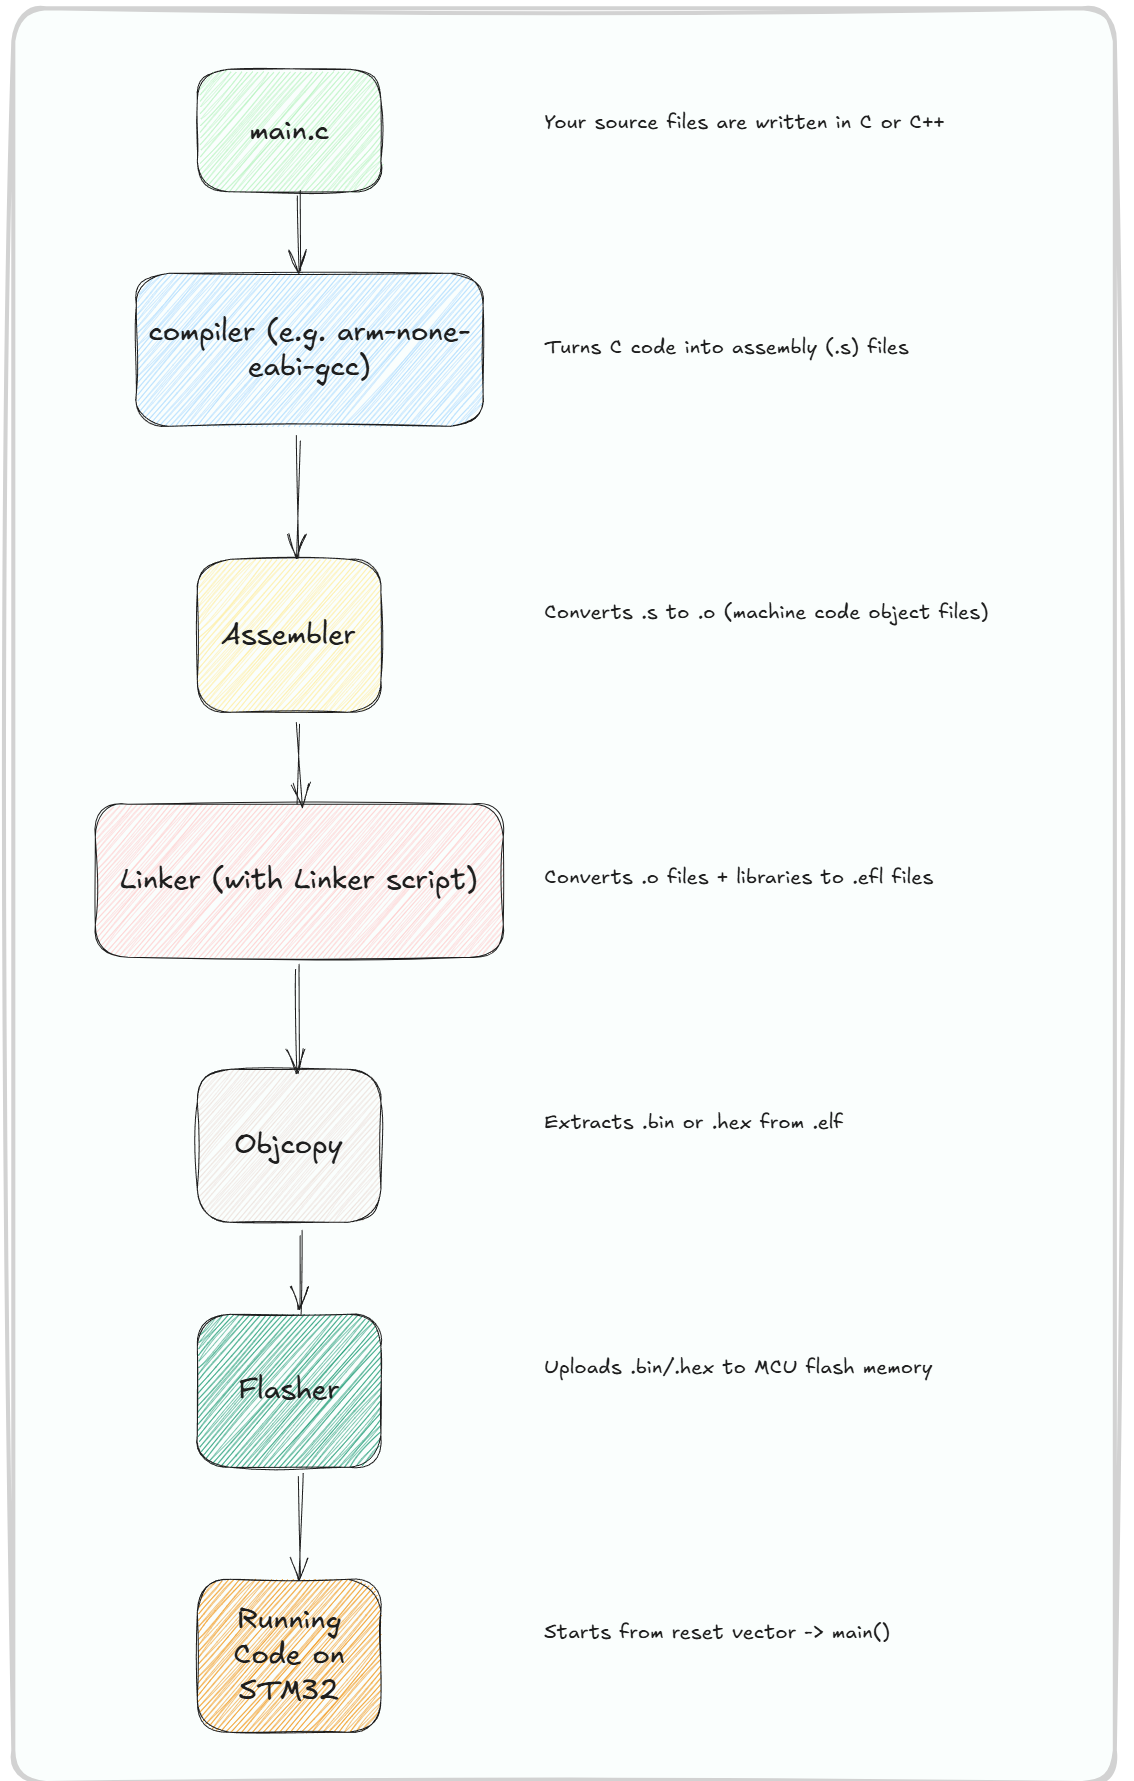 main.c
Your source files are written in C or C++
compiler (e.g. arm-none-
eabi-gcc)
Turns C code into assembly (.s) files
Assembler
Converts .s to .o (machine code object files)
Linker (with Linker script)
Converts .o files + libraries to .efl files
Objcopy
Extracts .bin or .hex from .elf
Flasher
Uploads .bin/.hex to MCU flash memory
Running
Code on
STM32
Starts from reset vector -> main()